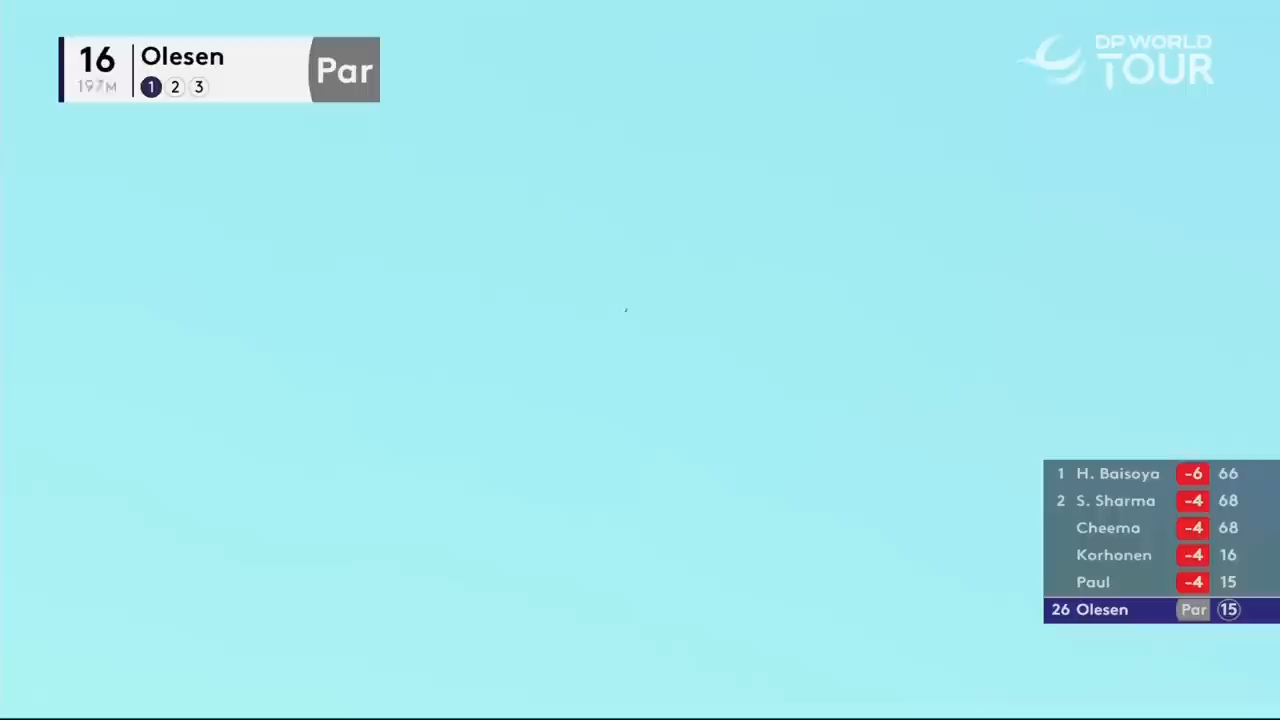 16 Olesen Par
197M 1 2 3
DP WORLD
TOUR
1 H. Baisoya -6 66
2 S. Sharma -4 68
Cheema -4 68
Korhonen -4 16
Paul -4 15
26 Olesen Par 15